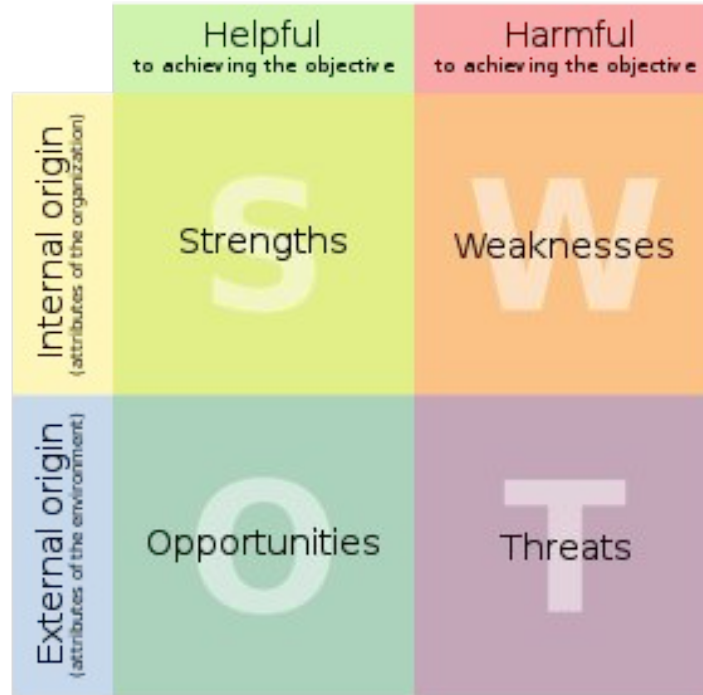 Helpful
to achieving the objective
Harmful
to achieving the objective
Internal origin
(attributes of the organization)
S
Strengths
W
Weaknesses
External origin
(attributes of the environment)
O
Opportunities
T
Threats